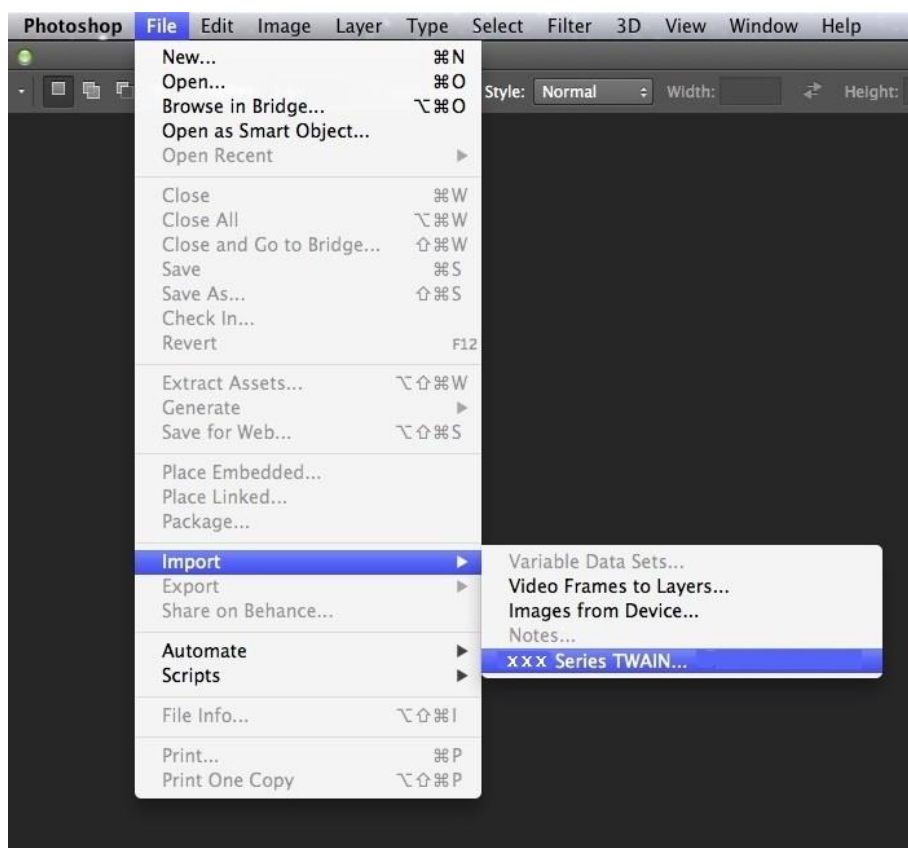 Photoshop File Edit Image Layer Type Select Filter 3D View Window Help
Style: Normal Width: Height:
New... ⌘N
Open... ⌘O
Browse in Bridge... ⌥⌘O
Open as Smart Object...
Open Recent
Close ⌘W
Close All ⌥⌘W
Close and Go to Bridge... ⇧⌘W
Save ⌘S
Save As... ⇧⌘S
Check In...
Revert F12
Extract Assets... ⌥⇧⌘W
Generate
Save for Web... ⌥⇧⌘S
Place Embedded...
Place Linked...
Package...
Import
Export
Share on Behance...
Automate
Scripts
File Info... ⌥⇧⌘I
Print... ⌘P
Print One Copy ⌥⇧⌘P
Variable Data Sets...
Video Frames to Layers...
Images from Device...
Notes...
xxx Series TWAIN...